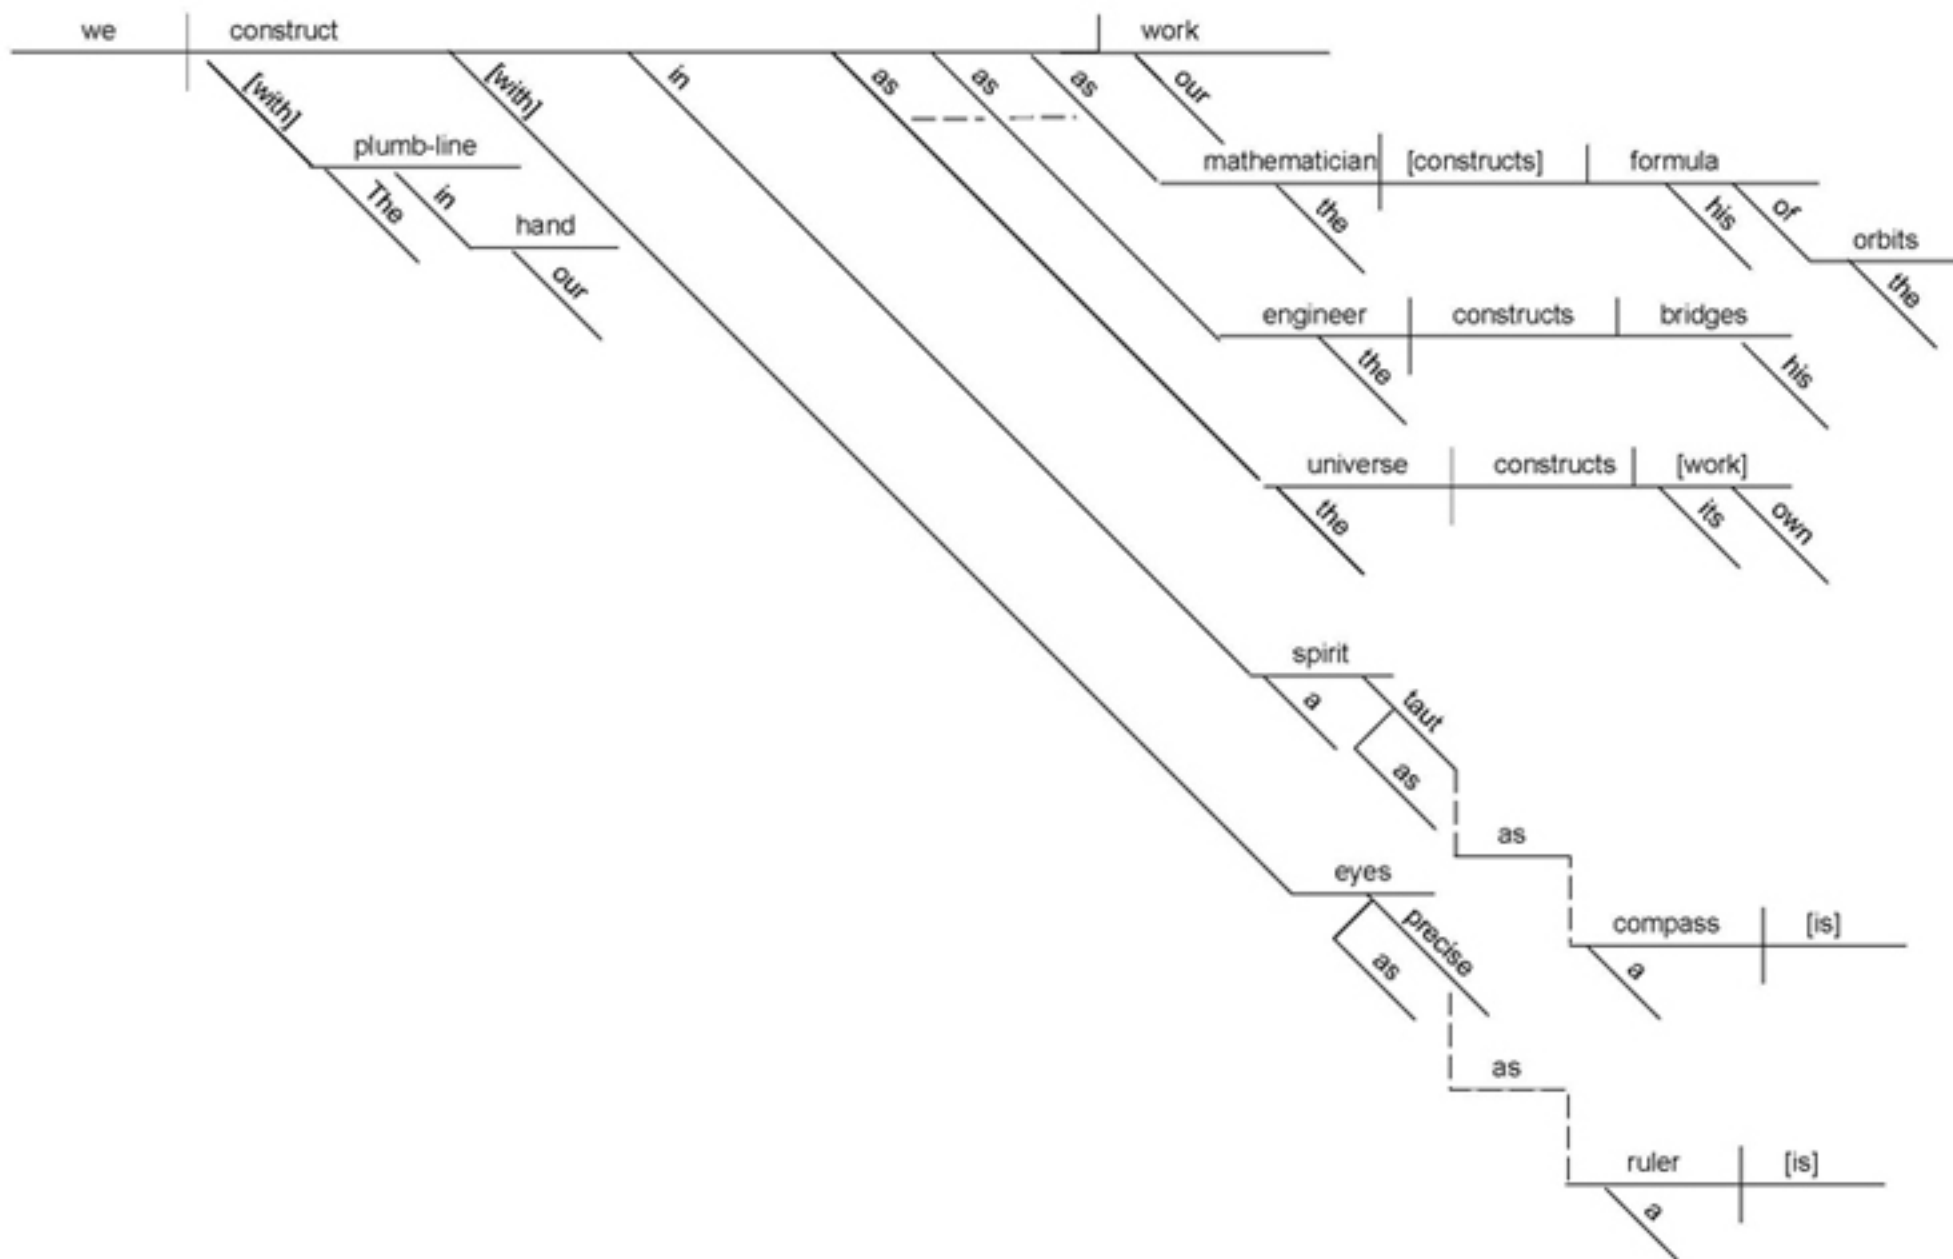 we construct work
[with] [with] in as as as our
plumb-line
The in
hand
our
mathematician [constructs] formula
the his of
orbits
the
engineer constructs bridges
the his
universe constructs [work]
the its own
spirit
a taut
as
as
compass [is]
a
eyes
precise
as
as
ruler [is]
a